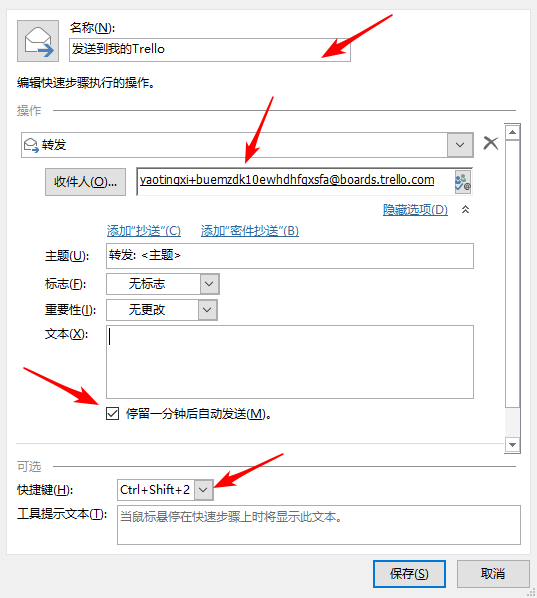 名称(N):
发送到我的Trello
编辑快速步骤执行的操作。
操作
转发
收件人(O)...
yaotingxi+buemzdk10ewhdhfqxsfa@boards.trello.com
隐藏选项(D)
添加"抄送"(C) 添加"密件抄送"(B)
主题(U): 转发: <主题>
标志(F): 无标志
重要性(I): 无更改
文本(X):
停留一分钟后自动发送(M)。
可选
快捷键(H): Ctrl+Shift+2
工具提示文本(T): 当鼠标悬停在快速步骤上时将显示此文本。
保存(S) 取消